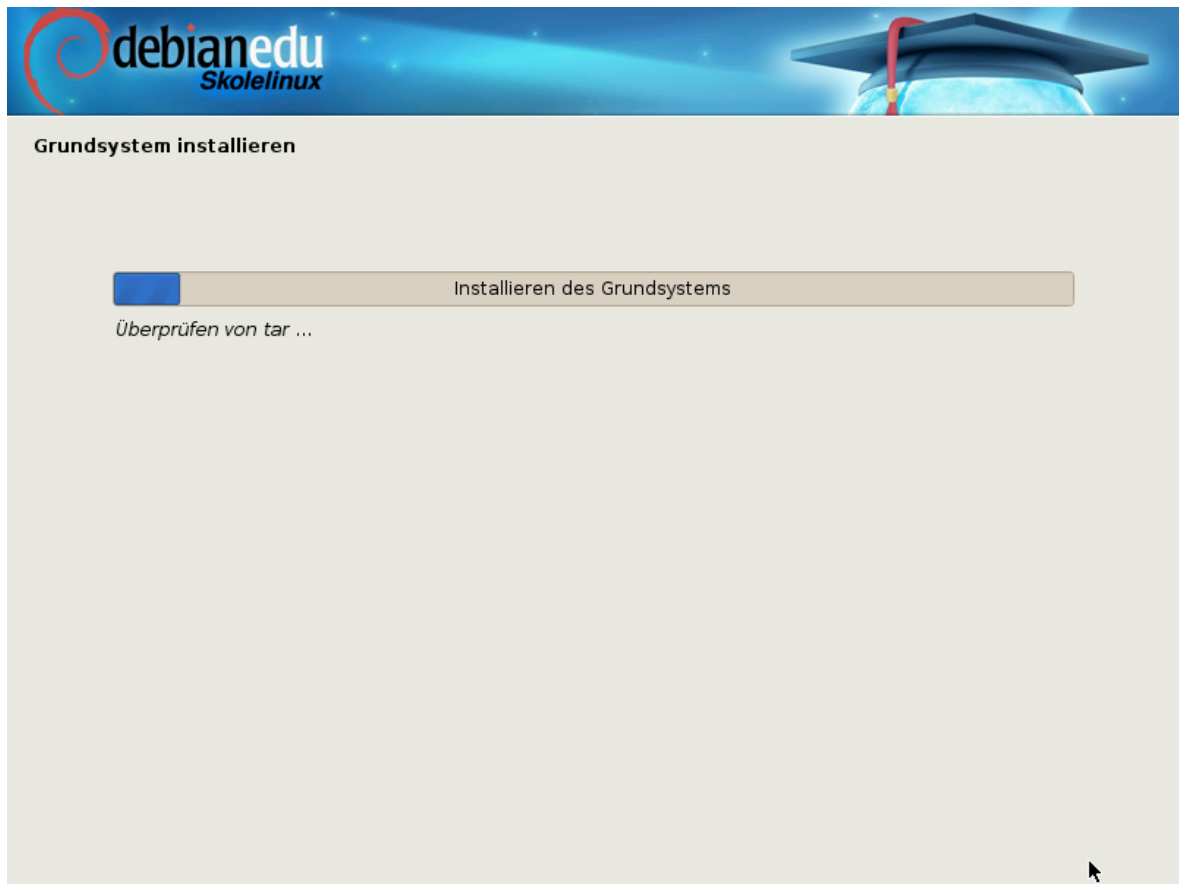 debianedu
Skolelinux
Grundsystem installieren
Installieren des Grundsystems
Überprüfen von tar ...